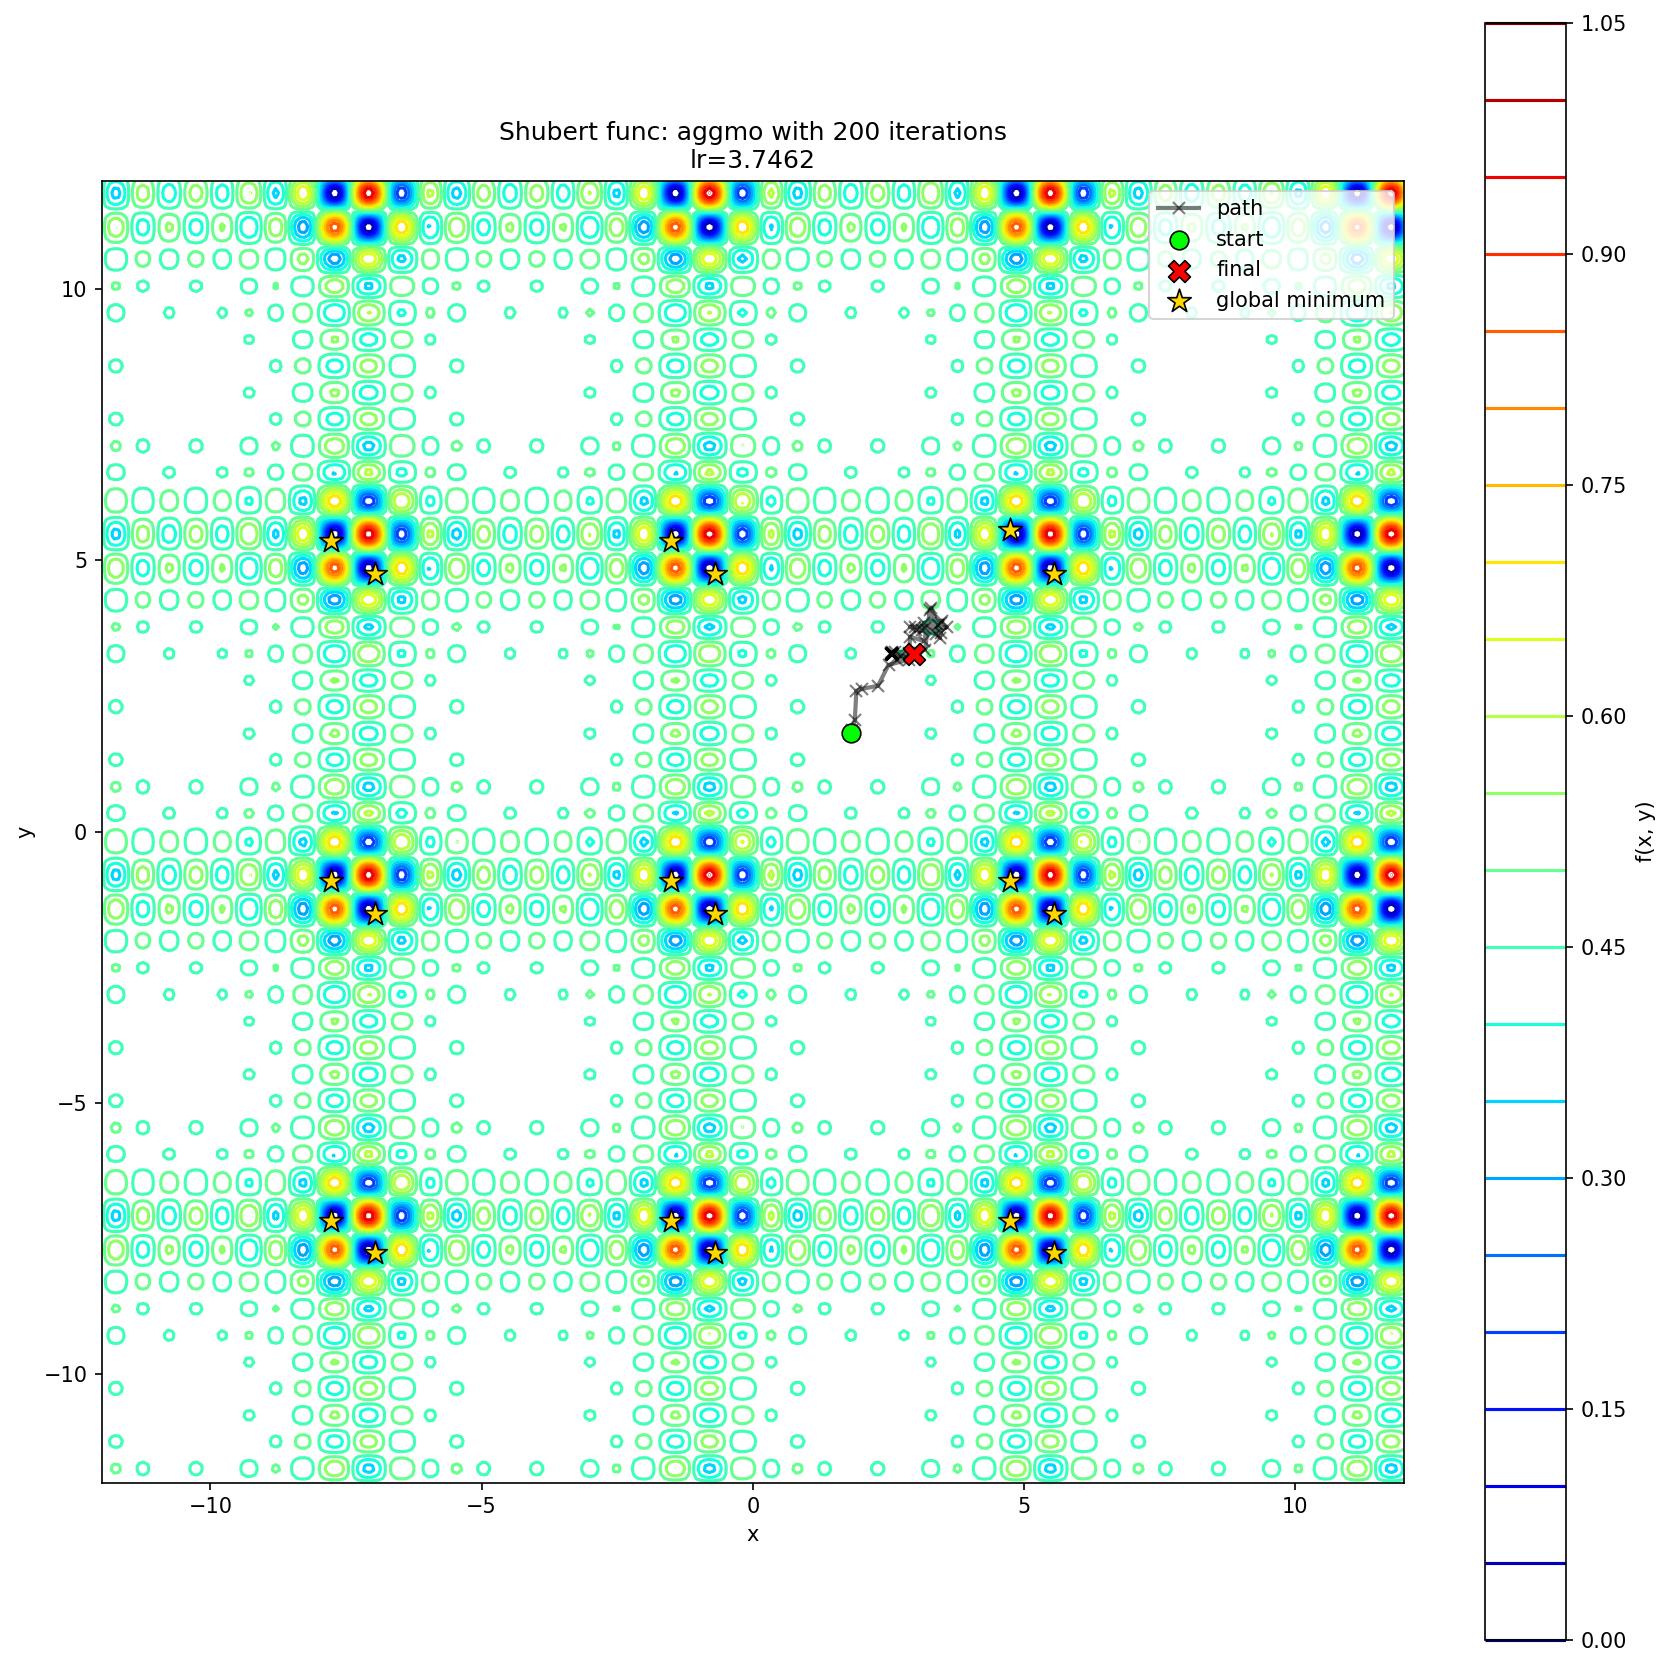 Shubert func: aggmo with 200 iterations
lr=3.7462
path
start
final
global minimum
10
5
0
−5
−10
y
−10
−5
0
5
10
x
1.05
0.90
0.75
0.60
0.45
0.30
0.15
0.00
f(x, y)